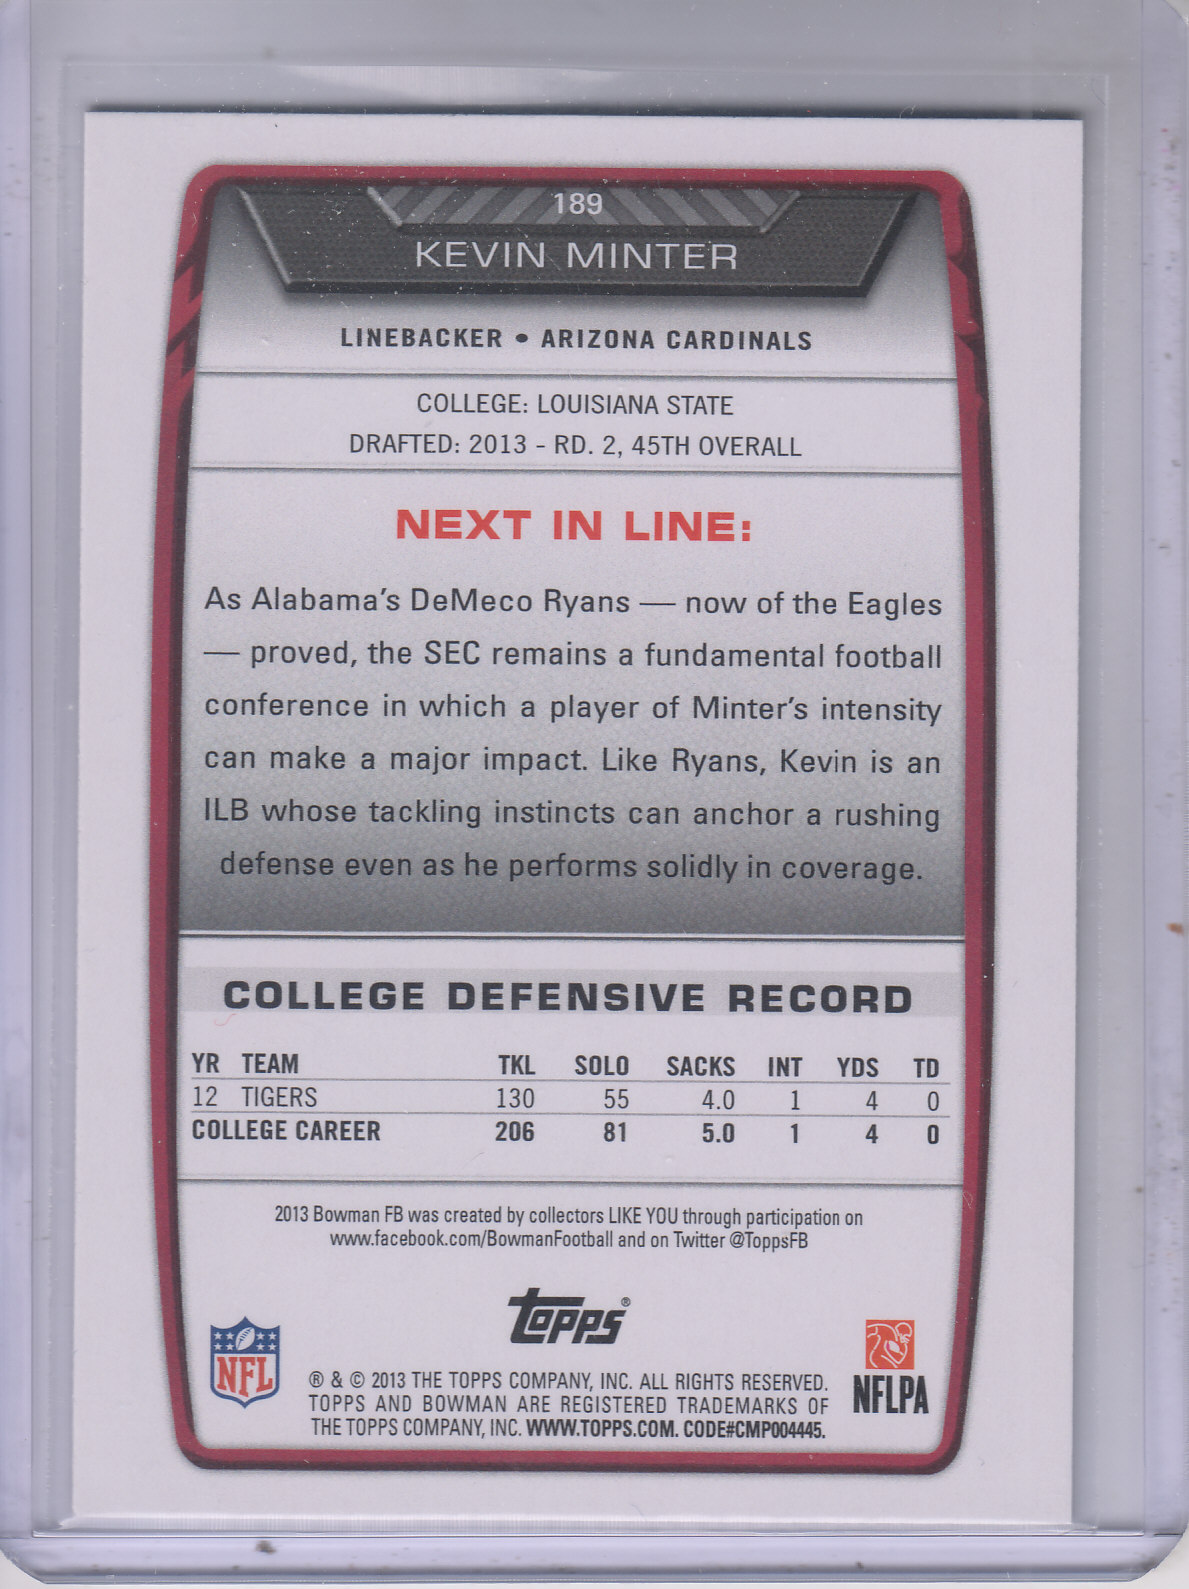 189
KEVIN MINTER
LINEBACKER • ARIZONA CARDINALS
COLLEGE: LOUISIANA STATE
DRAFTED: 2013 - RD. 2, 45TH OVERALL
NEXT IN LINE:
As Alabama's DeMeco Ryans — now of the Eagles
— proved, the SEC remains a fundamental football
conference in which a player of Minter's intensity
can make a major impact. Like Ryans, Kevin is an
ILB whose tackling instincts can anchor a rushing
defense even as he performs solidly in coverage.
COLLEGE DEFENSIVE RECORD
YR TEAM TKL SOLO SACKS INT YDS TD
12 TIGERS 130 55 4.0 1 4 0
COLLEGE CAREER 206 81 5.0 1 4 0
2013 Bowman FB was created by collectors LIKE YOU through participation on
www.facebook.com/BowmanFootball and on Twitter @ToppsFB
topps®
NFL
NFLPA
® & © 2013 THE TOPPS COMPANY, INC. ALL RIGHTS RESERVED.
TOPPS AND BOWMAN ARE REGISTERED TRADEMARKS OF
THE TOPPS COMPANY, INC. WWW.TOPPS.COM. CODE#CMP004445.